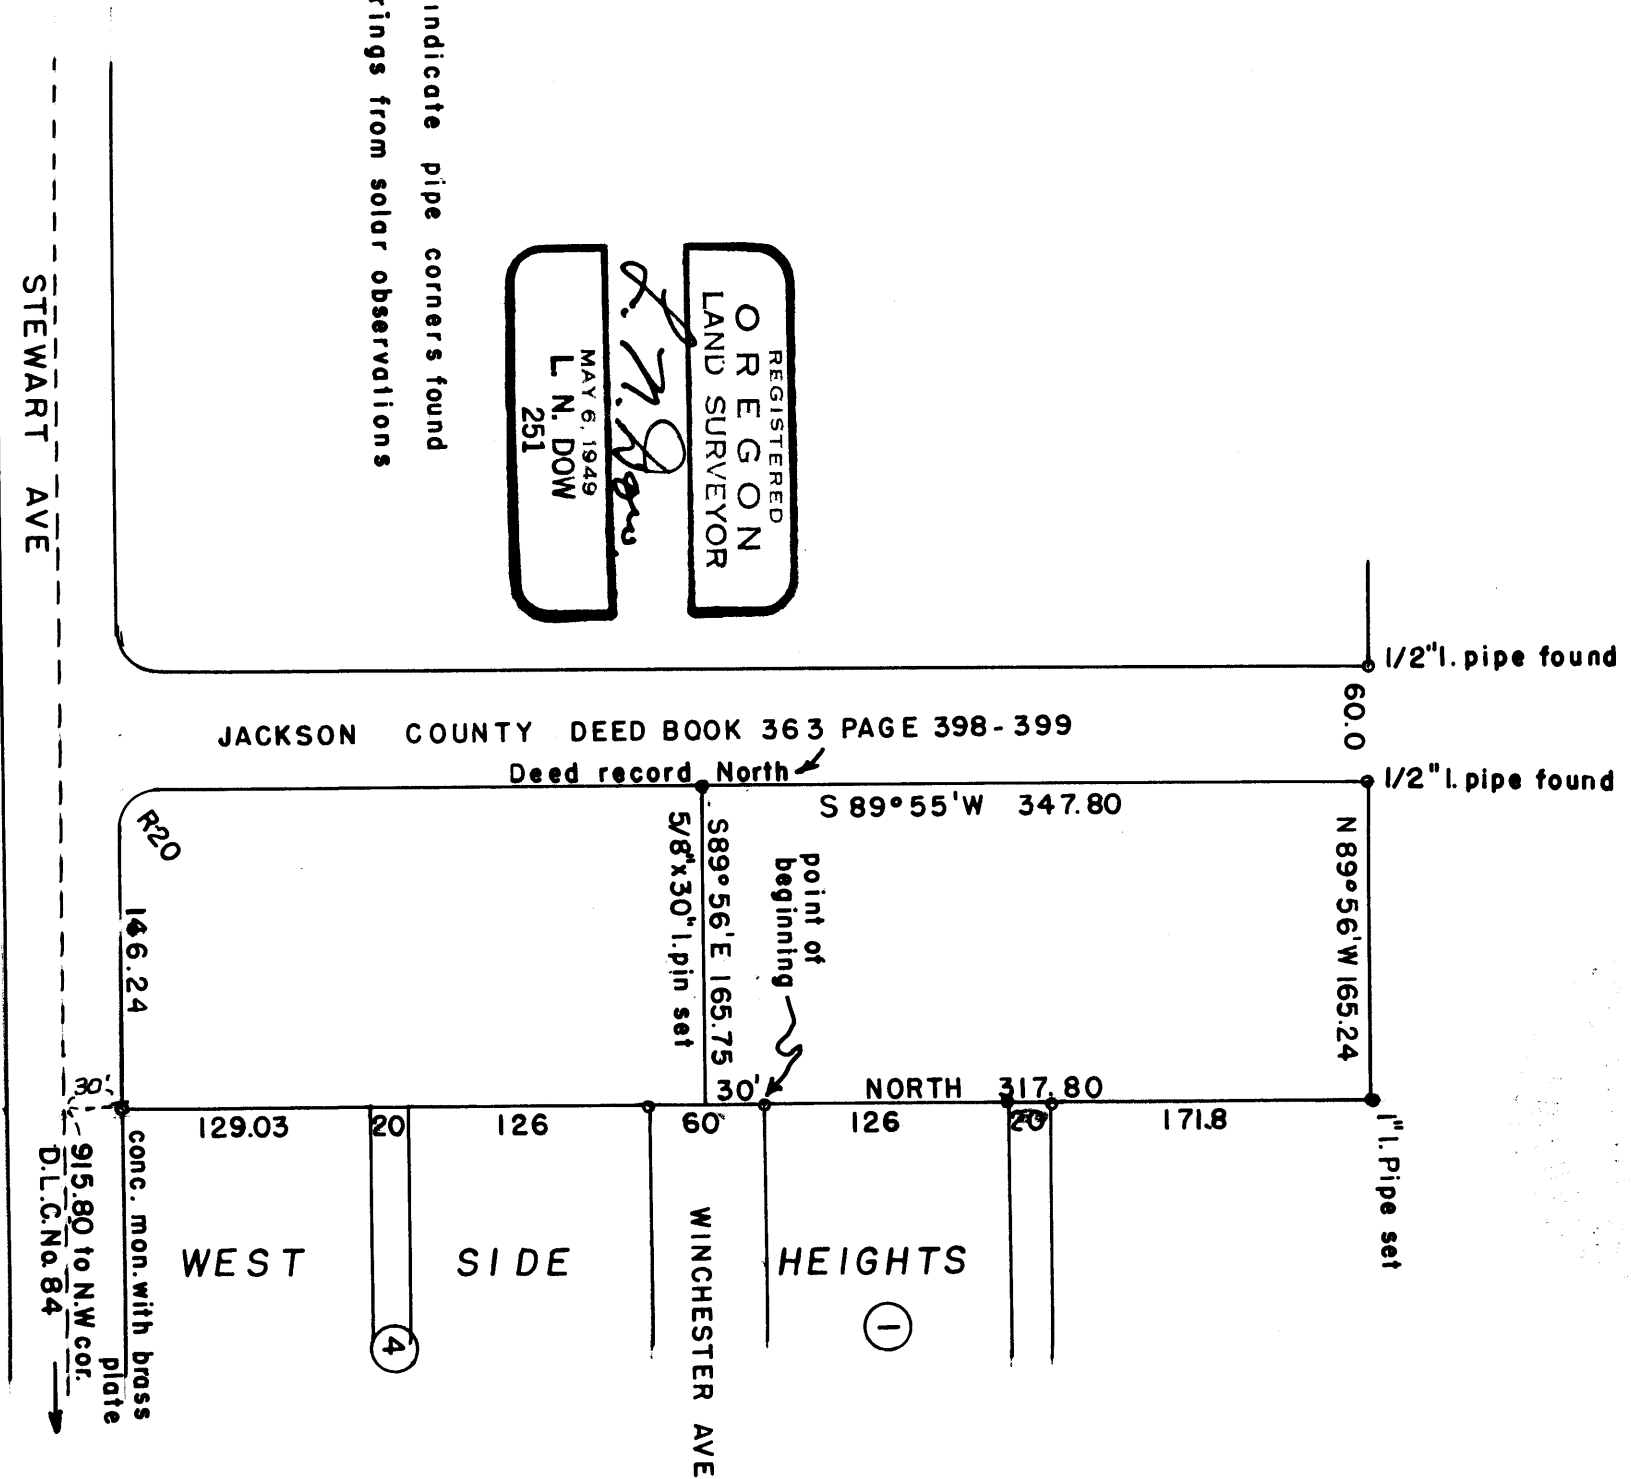 indicate pipe corners found
rings from solar observations
REGISTERED
OREGON
LAND SURVEYOR
L. N. Dow
MAY 6, 1949
L. N. DOW
251
STEWART AVE
1/2" I. pipe found
60.0
JACKSON COUNTY DEED BOOK 363 PAGE 398-399
Deed record North
1/2" I. pipe found
S 89°55'W 347.80
R20
146.24
5/8"x30" I. pin set
S89°56'E 165.75
point of
beginning
N 89°56'W 165.24
30'
30'
NORTH 317.80
129.03
20
126
60
126
20
171.8
1" I. Pipe set
conc. mon. with brass
plate
915.80 to N.W cor.
D.L.C. No. 84
WEST SIDE HEIGHTS
WINCHESTER AVE
4
1